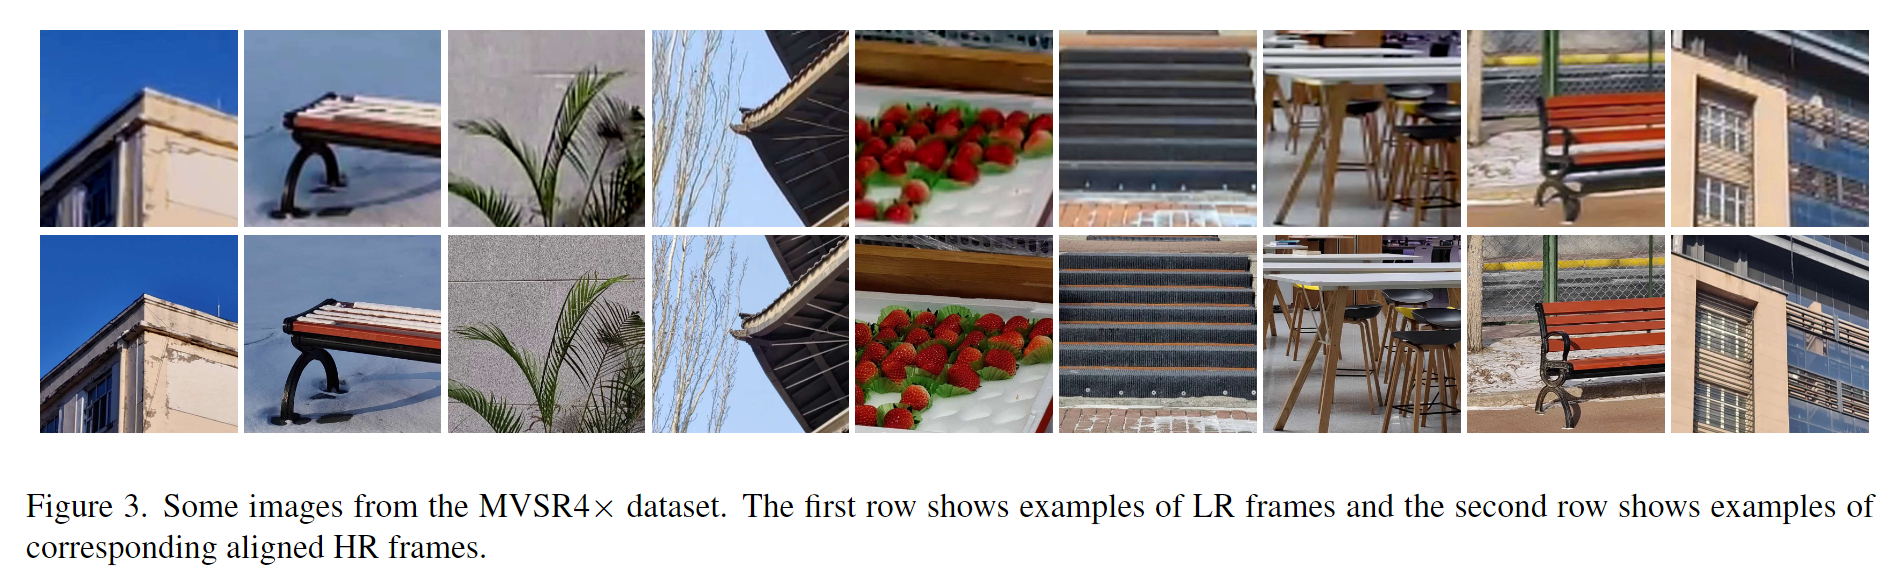 Figure 3. Some images from the MVSR4× dataset. The first row shows examples of LR frames and the second row shows examples of
corresponding aligned HR frames.